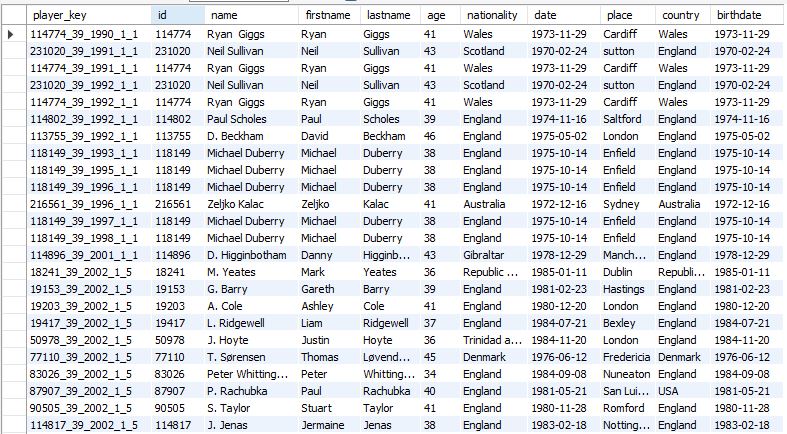 player_key id name firstname lastname age nationality date place country birthdate
114774_39_1990_1_1 114774 Ryan Giggs Ryan Giggs 41 Wales 1973-11-29 Cardiff Wales 1973-11-29
231020_39_1991_1_1 231020 Neil Sullivan Neil Sullivan 43 Scotland 1970-02-24 sutton England 1970-02-24
114774_39_1991_1_1 114774 Ryan Giggs Ryan Giggs 41 Wales 1973-11-29 Cardiff Wales 1973-11-29
231020_39_1992_1_1 231020 Neil Sullivan Neil Sullivan 43 Scotland 1970-02-24 sutton England 1970-02-24
114774_39_1992_1_1 114774 Ryan Giggs Ryan Giggs 41 Wales 1973-11-29 Cardiff Wales 1973-11-29
114802_39_1992_1_1 114802 Paul Scholes Paul Scholes 39 England 1974-11-16 Saltford England 1974-11-16
113755_39_1992_1_1 113755 D. Beckham David Beckham 46 England 1975-05-02 London England 1975-05-02
118149_39_1993_1_1 118149 Michael Duberry Michael Duberry 38 England 1975-10-14 Enfield England 1975-10-14
118149_39_1995_1_1 118149 Michael Duberry Michael Duberry 38 England 1975-10-14 Enfield England 1975-10-14
118149_39_1996_1_1 118149 Michael Duberry Michael Duberry 38 England 1975-10-14 Enfield England 1975-10-14
216561_39_1996_1_1 216561 Zeljko Kalac Zeljko Kalac 41 Australia 1972-12-16 Sydney Australia 1972-12-16
118149_39_1997_1_1 118149 Michael Duberry Michael Duberry 38 England 1975-10-14 Enfield England 1975-10-14
118149_39_1998_1_1 118149 Michael Duberry Michael Duberry 38 England 1975-10-14 Enfield England 1975-10-14
114896_39_2001_1_1 114896 D. Higginbotham Danny Higginb... 43 Gibraltar 1978-12-29 Manch... England 1978-12-29
18241_39_2002_1_5 18241 M. Yeates Mark Yeates 36 Republic ... 1985-01-11 Dublin Republi... 1985-01-11
19153_39_2002_1_5 19153 G. Barry Gareth Barry 39 England 1981-02-23 Hastings England 1981-02-23
19203_39_2002_1_5 19203 A. Cole Ashley Cole 41 England 1980-12-20 London England 1980-12-20
19417_39_2002_1_5 19417 L. Ridgewell Liam Ridgewell 37 England 1984-07-21 Bexley England 1984-07-21
50978_39_2002_1_5 50978 J. Hoyte Justin Hoyte 36 Trinidad a... 1984-11-20 London England 1984-11-20
77110_39_2002_1_5 77110 T. Sørensen Thomas Løvend... 45 Denmark 1976-06-12 Fredericia Denmark 1976-06-12
83026_39_2002_1_5 83026 Peter Whitting... Peter Whitting... 34 England 1984-09-08 Nuneaton England 1984-09-08
87907_39_2002_1_5 87907 P. Rachubka Paul Rachubka 40 England 1981-05-21 San Lui... USA 1981-05-21
90505_39_2002_1_5 90505 S. Taylor Stuart Taylor 41 England 1980-11-28 Romford England 1980-11-28
114817_39_2002_1_5 114817 J. Jenas Jermaine Jenas 38 England 1983-02-18 Notting... England 1983-02-18